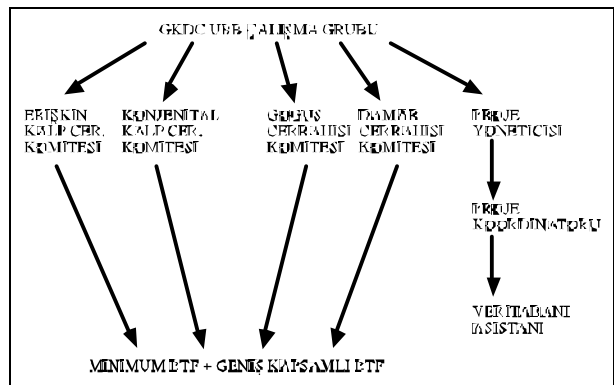 GKDC UBB ÇALIŞMA GRUBU
ERİŞKİN
KALP CER.
KOMİTESİ
KONJENİTAL
KALP CER.
KOMİTESİ
GÖĞÜS
CERRAHİSİ
KOMİTESİ
DAMAR
CERRAHİSİ
KOMİTESİ
PROJE
YÖNETİCİSİ
PROJE
KOORDİNATÖRÜ
VERİTABANI
ASİSTANI
MİNİMUM BTF + GENİŞ KAPSAMLI BTF